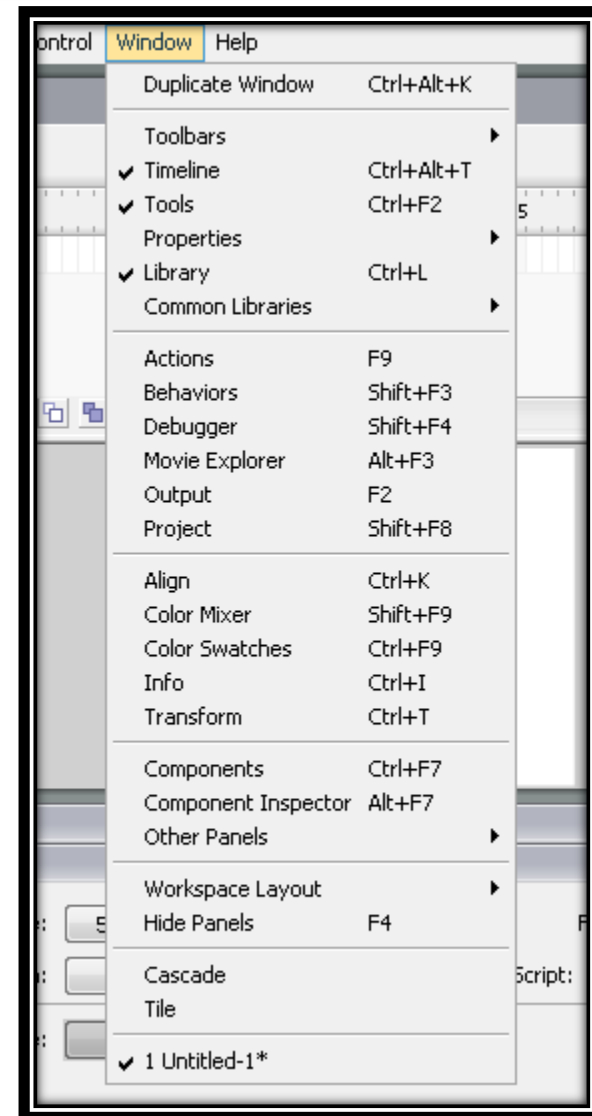 ontrol Window Help
Duplicate Window Ctrl+Alt+K
Toolbars
Timeline Ctrl+Alt+T
Tools Ctrl+F2
5
Properties
Library Ctrl+L
Common Libraries
Actions F9
Behaviors Shift+F3
Debugger Shift+F4
Movie Explorer Alt+F3
Output F2
Project Shift+F8
Align Ctrl+K
Color Mixer Shift+F9
Color Swatches Ctrl+F9
Info Ctrl+I
Transform Ctrl+T
Components Ctrl+F7
Component Inspector Alt+F7
Other Panels
Workspace Layout
Hide Panels F4
5
F
Cascade
Script:
Tile
1 Untitled-1*